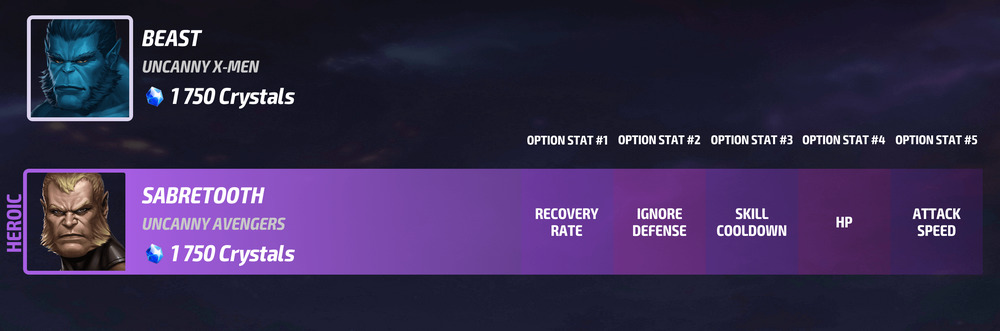 BEAST
UNCANNY X-MEN
1 750 Crystals
OPTION STAT #1 OPTION STAT #2 OPTION STAT #3 OPTION STAT #4 OPTION STAT #5
HEROIC
SABRETOOTH
UNCANNY AVENGERS
1 750 Crystals
RECOVERY
RATE
IGNORE
DEFENSE
SKILL
COOLDOWN
HP
ATTACK
SPEED